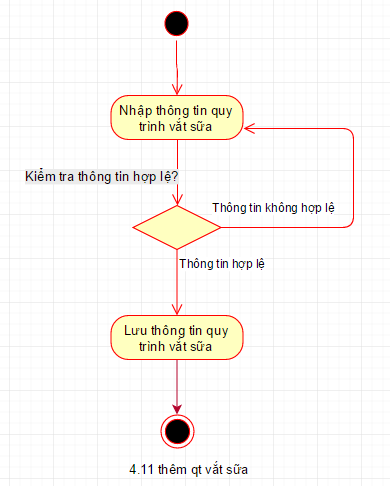 Nhập thông tin quy
trình vắt sữa
Kiểm tra thông tin hợp lệ?
Thông tin không hợp lệ
Thông tin hợp lệ
Lưu thông tin quy
trình vắt sữa
4.11 thêm qt vắt sữa